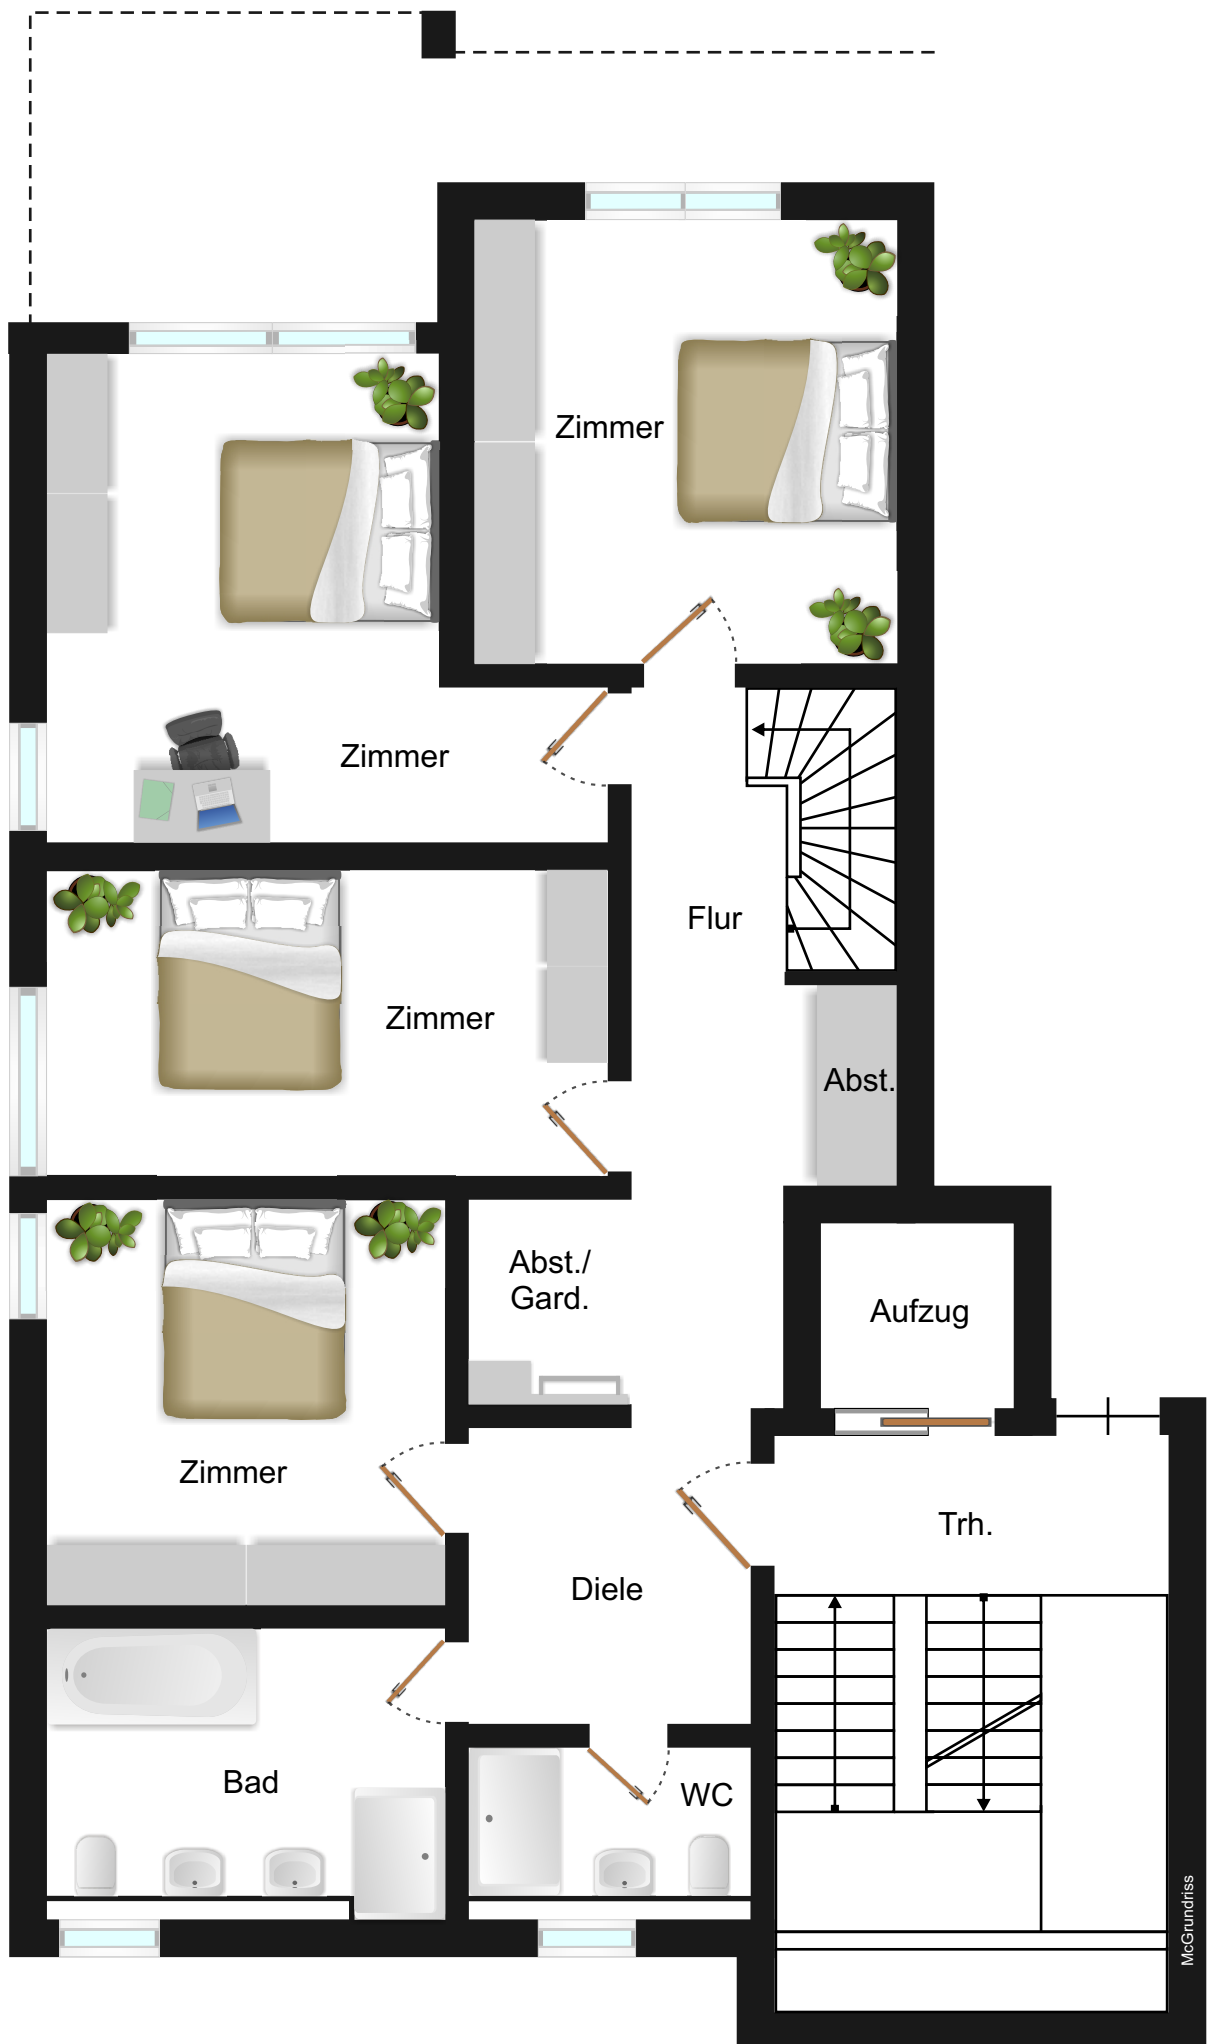 Zimmer
Zimmer
Flur
Zimmer
Abst.
Abst./
Gard.
Aufzug
Zimmer
Trh.
Diele
Bad
WC
McGrundriss